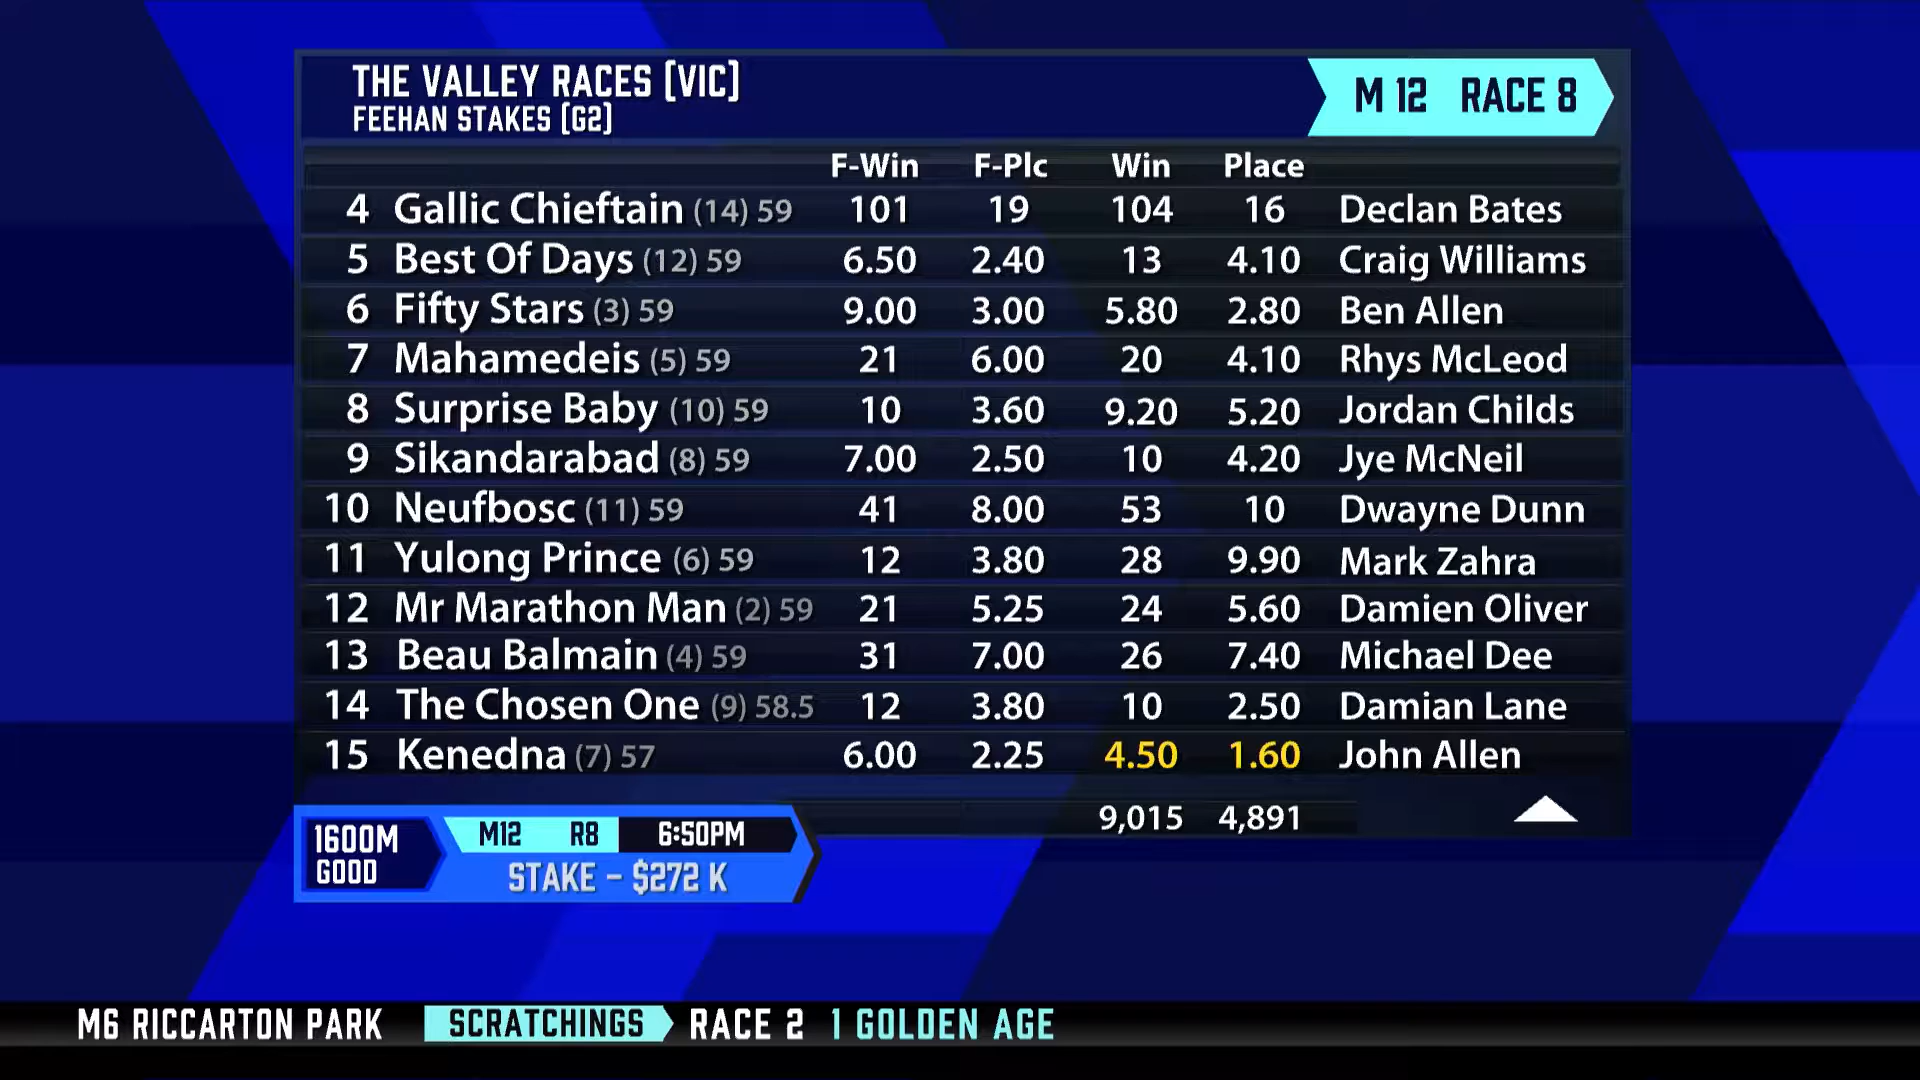 THE VALLEY RACES [VIC]
FEEHAN STAKES [G2]
M 12 RACE 8
F-Win F-Plc Win Place
4 Gallic Chieftain (14) 59 101 19 104 16 Declan Bates
5 Best Of Days (12) 59 6.50 2.40 13 4.10 Craig Williams
6 Fifty Stars (3) 59 9.00 3.00 5.80 2.80 Ben Allen
7 Mahamedeis (5) 59 21 6.00 20 4.10 Rhys McLeod
8 Surprise Baby (10) 59 10 3.60 9.20 5.20 Jordan Childs
9 Sikandarabad (8) 59 7.00 2.50 10 4.20 Jye McNeil
10 Neufbosc (11) 59 41 8.00 53 10 Dwayne Dunn
11 Yulong Prince (6) 59 12 3.80 28 9.90 Mark Zahra
12 Mr Marathon Man (2) 59 21 5.25 24 5.60 Damien Oliver
13 Beau Balmain (4) 59 31 7.00 26 7.40 Michael Dee
14 The Chosen One (9) 58.5 12 3.80 10 2.50 Damian Lane
15 Kenedna (7) 57 6.00 2.25 4.50 1.60 John Allen
9,015 4,891
1600M
GOOD
M12 R8 6:50PM
STAKE - $272 K
M6 RICCARTON PARK SCRATCHINGS RACE 2 1 GOLDEN AGE